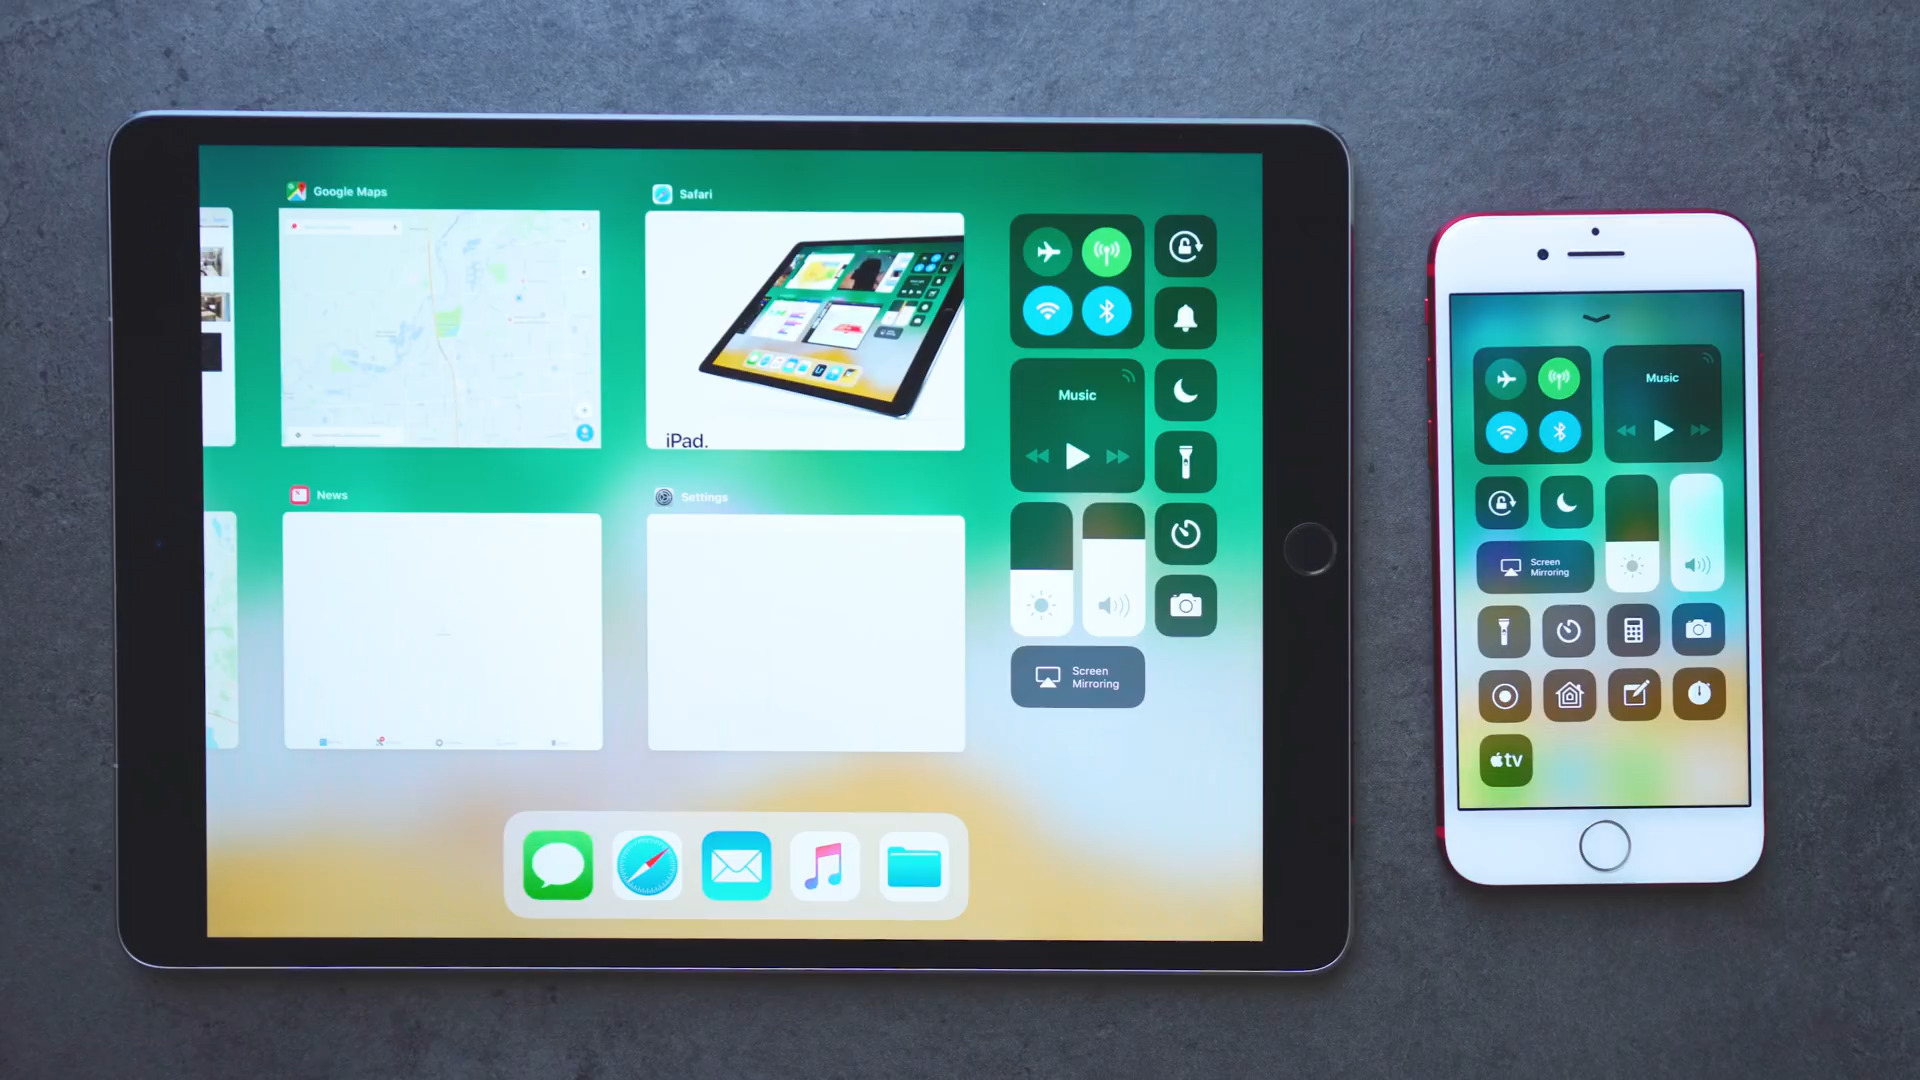 Google Maps
Safari
iPad.
Music
News
Settings
Screen
Mirroring
Music
Screen
Mirroring
tv